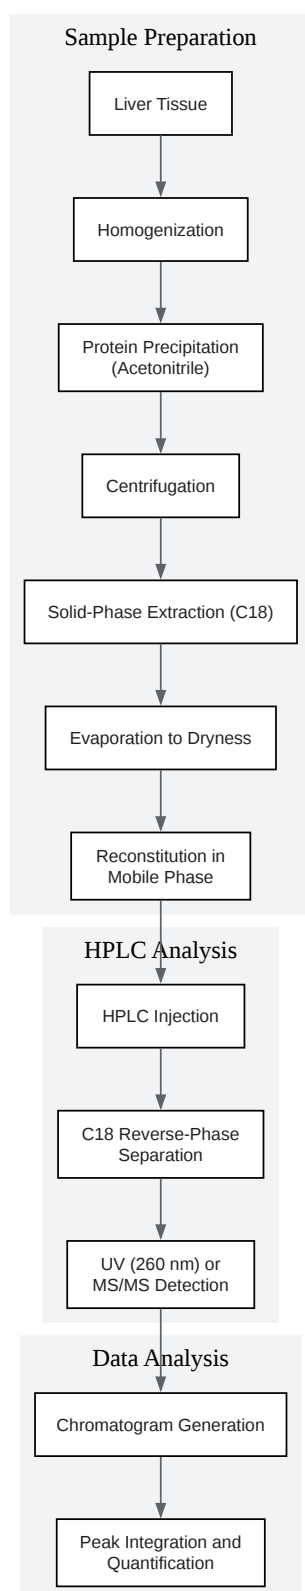 Sample Preparation
Liver Tissue
Homogenization
Protein Precipitation
(Acetonitrile)
Centrifugation
Solid-Phase Extraction (C18)
Evaporation to Dryness
Reconstitution in
Mobile Phase
HPLC Analysis
HPLC Injection
C18 Reverse-Phase
Separation
UV (260 nm) or
MS/MS Detection
Data Analysis
Chromatogram Generation
Peak Integration and
Quantification